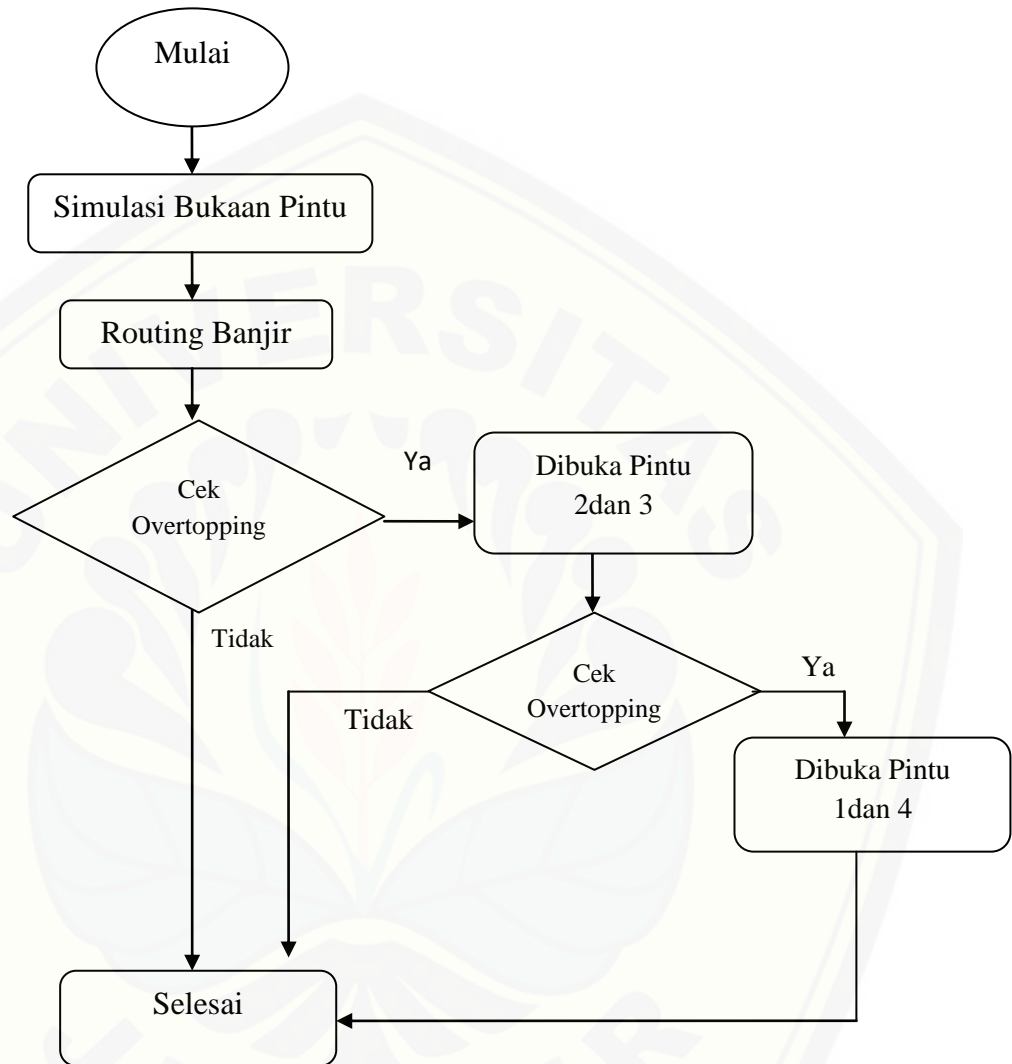 Mulai
Simulasi Bukaan Pintu
Routing Banjir
Cek
Overtopping
Ya
Dibuka Pintu
2dan 3
Tidak
Cek
Overtopping
Ya
Tidak
Dibuka Pintu
1dan 4
Selesai
UNIVERSITAS